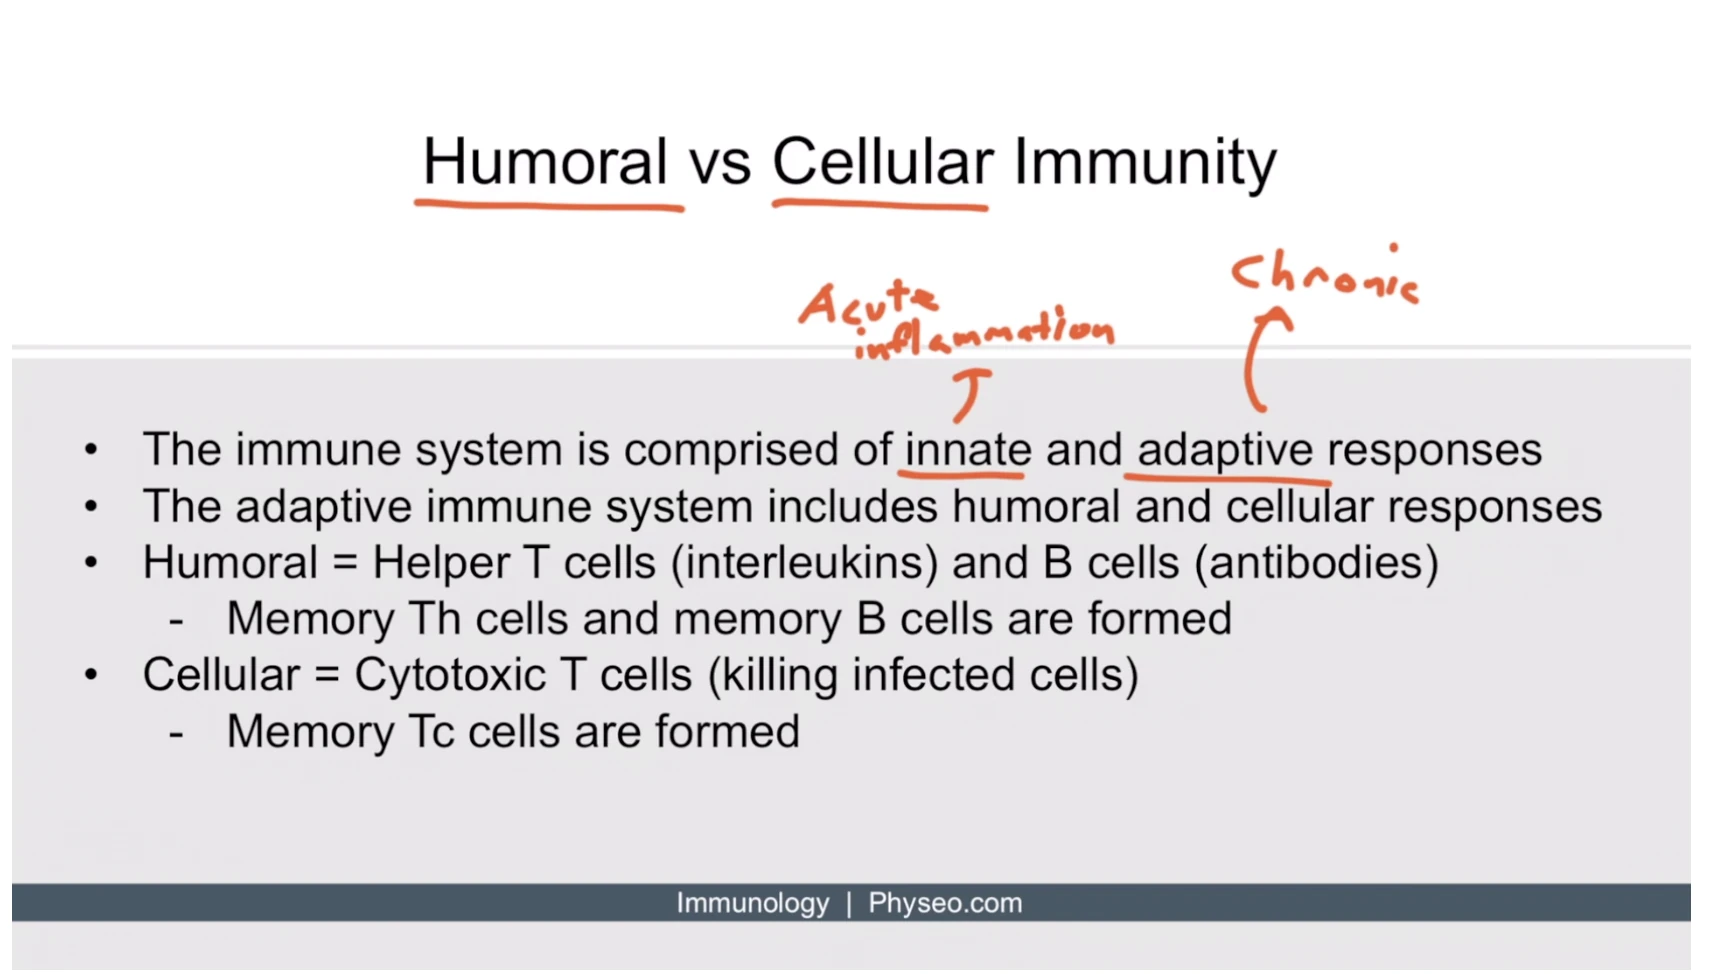 Humoral vs Cellular Immunity
Chronic
Acute
inflammation
• The immune system is comprised of innate and adaptive responses
• The adaptive immune system includes humoral and cellular responses
• Humoral = Helper T cells (interleukins) and B cells (antibodies)
- Memory Th cells and memory B cells are formed
• Cellular = Cytotoxic T cells (killing infected cells)
- Memory Tc cells are formed
Immunology | Physeo.com